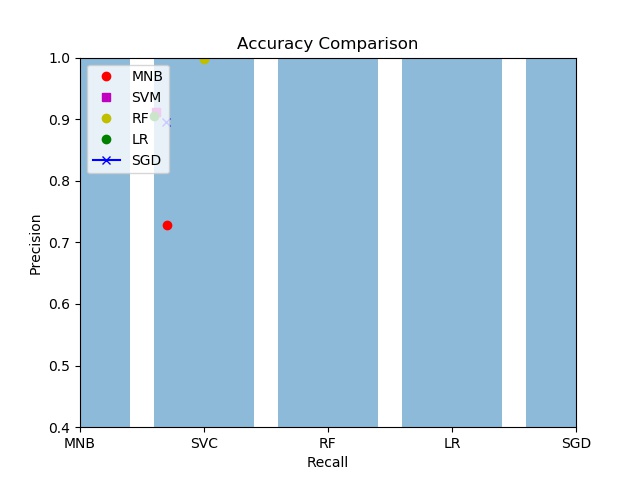 Accuracy Comparison
1.0
0.9
0.8
0.7
0.6
0.5
0.4
Precision
MNB
SVM
RF
LR
SGD
MNB SVC RF LR SGD
Recall